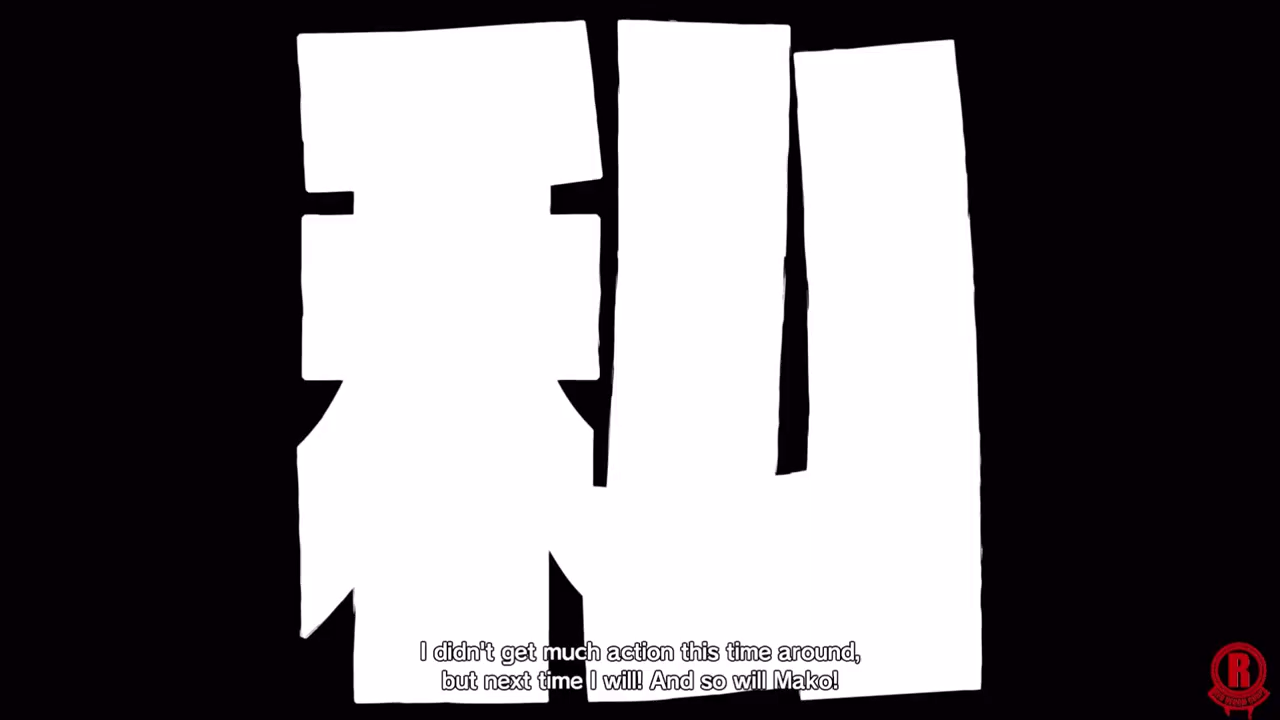 私
I didn't get much action this time around,
but next time I will! And so will Mako!
R